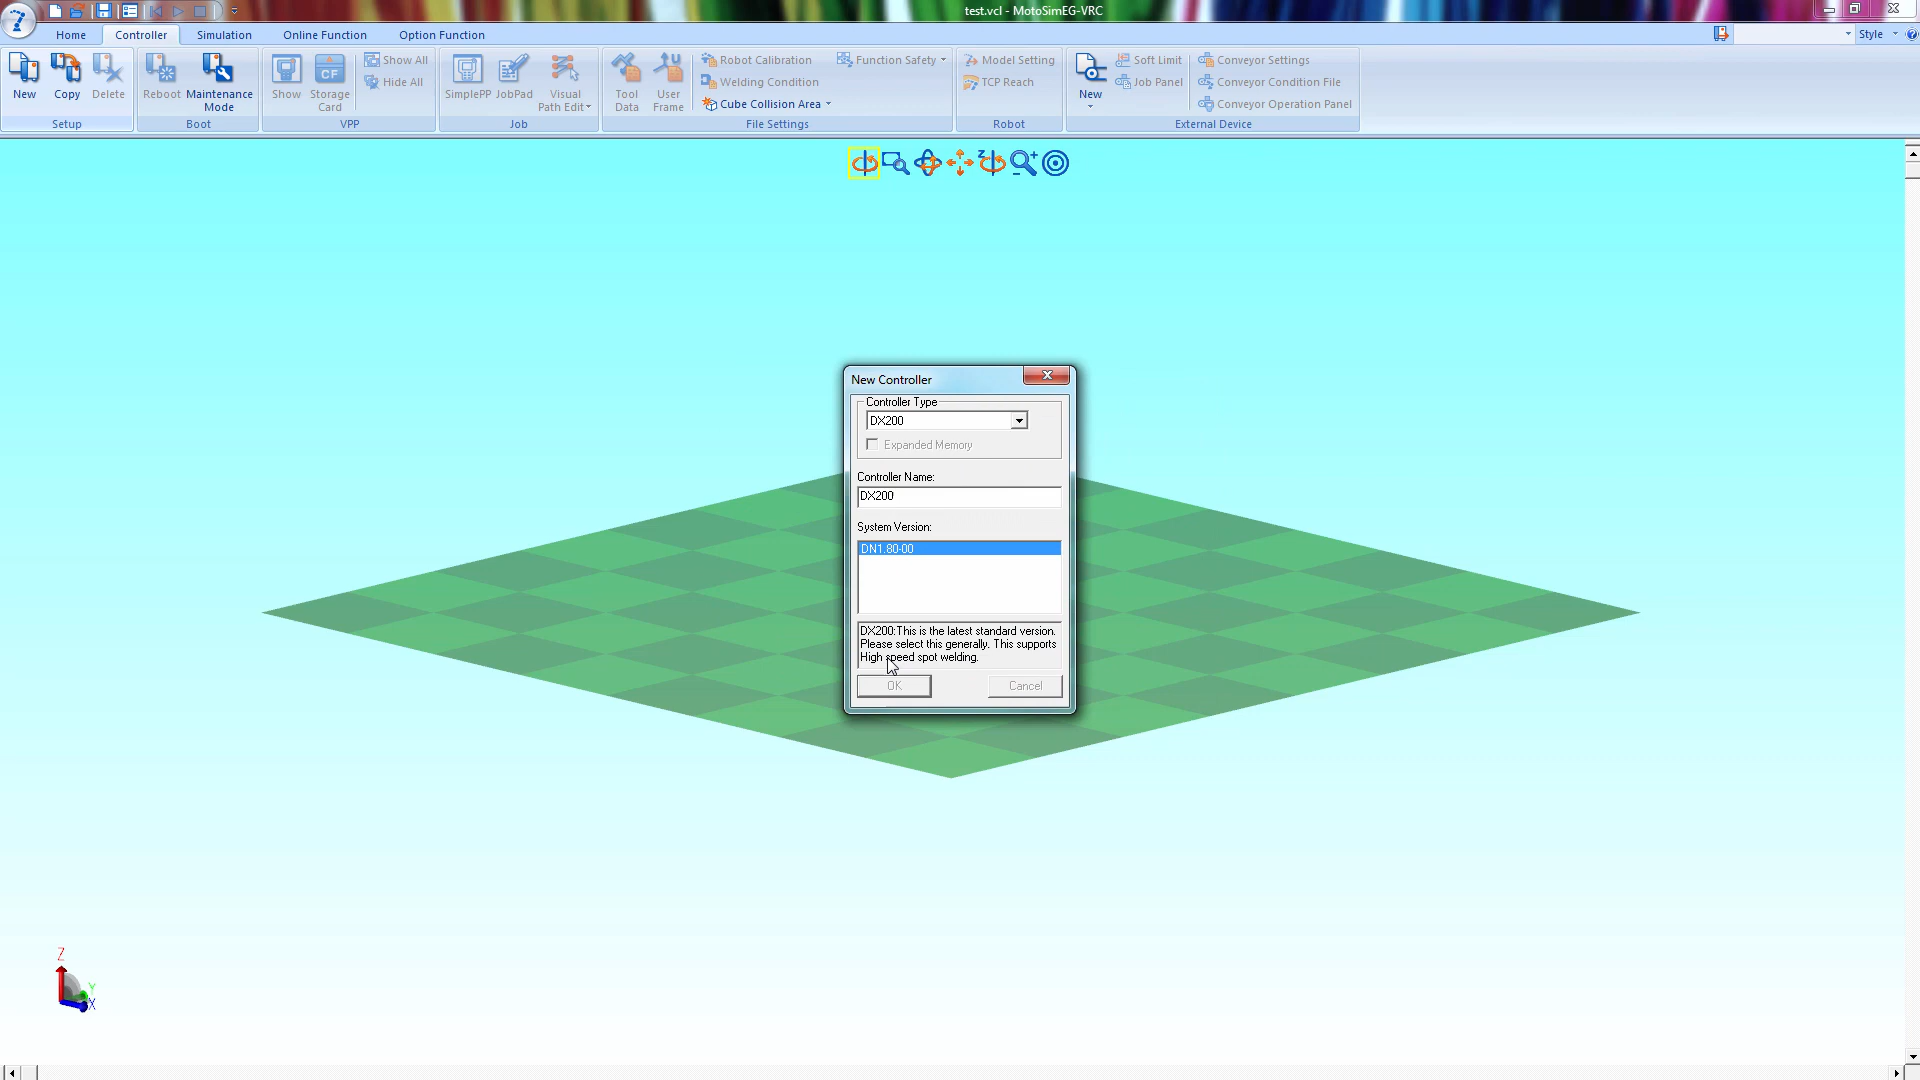 test.vcl - MotoSimEG-VRC
Home
Controller
Simulation
Online Function
Option Function
Style
New
Copy
Delete
Setup
Reboot
Maintenance
Mode
Boot
Show
Storage
Card
Show All
Hide All
VPP
SimplePP
JobPad
Visual
Path Edit
Job
Tool
Data
User
Frame
Robot Calibration
Welding Condition
Cube Collision Area
Function Safety
File Settings
Model Setting
TCP Reach
Robot
New
Soft Limit
Job Panel
Conveyor Settings
Conveyor Condition File
Conveyor Operation Panel
External Device
New Controller
Controller Type
DX200
Expanded Memory
Controller Name:
DX200
System Version:
DN1.80-00
DX200:This is the latest standard version.
Please select this generally. This supports
High speed spot welding.
OK
Cancel
Z
Y
X